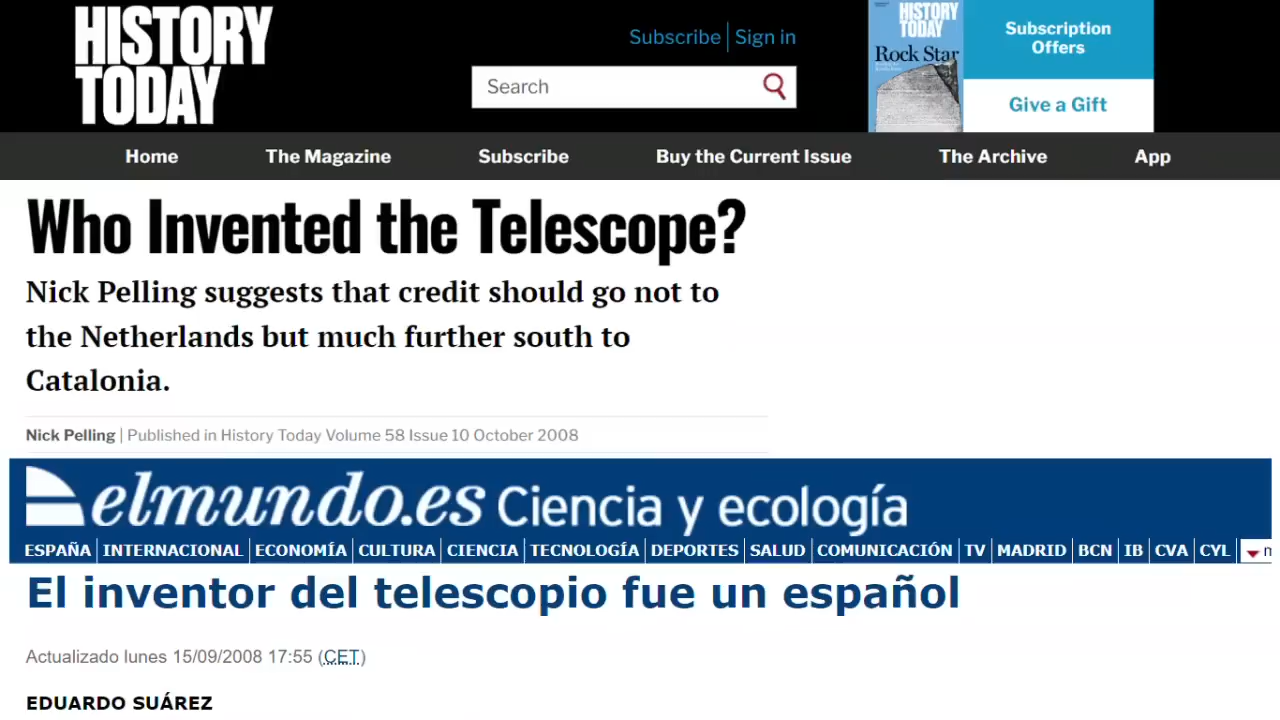 HISTORY
TODAY
Subscribe | Sign in
Search
HISTORY
TODAY
Rock Star
Subscription
Offers
Give a Gift
Home The Magazine Subscribe Buy the Current Issue The Archive App
Who Invented the Telescope?
Nick Pelling suggests that credit should go not to
the Netherlands but much further south to
Catalonia.
Nick Pelling | Published in History Today Volume 58 Issue 10 October 2008
elmundo.es Ciencia y ecología
ESPAÑA INTERNACIONAL ECONOMÍA CULTURA CIENCIA TECNOLOGÍA DEPORTES SALUD COMUNICACIÓN TV MADRID BCN IB CVA CYL
El inventor del telescopio fue un español
Actualizado lunes 15/09/2008 17:55 (CET)
EDUARDO SUÁREZ